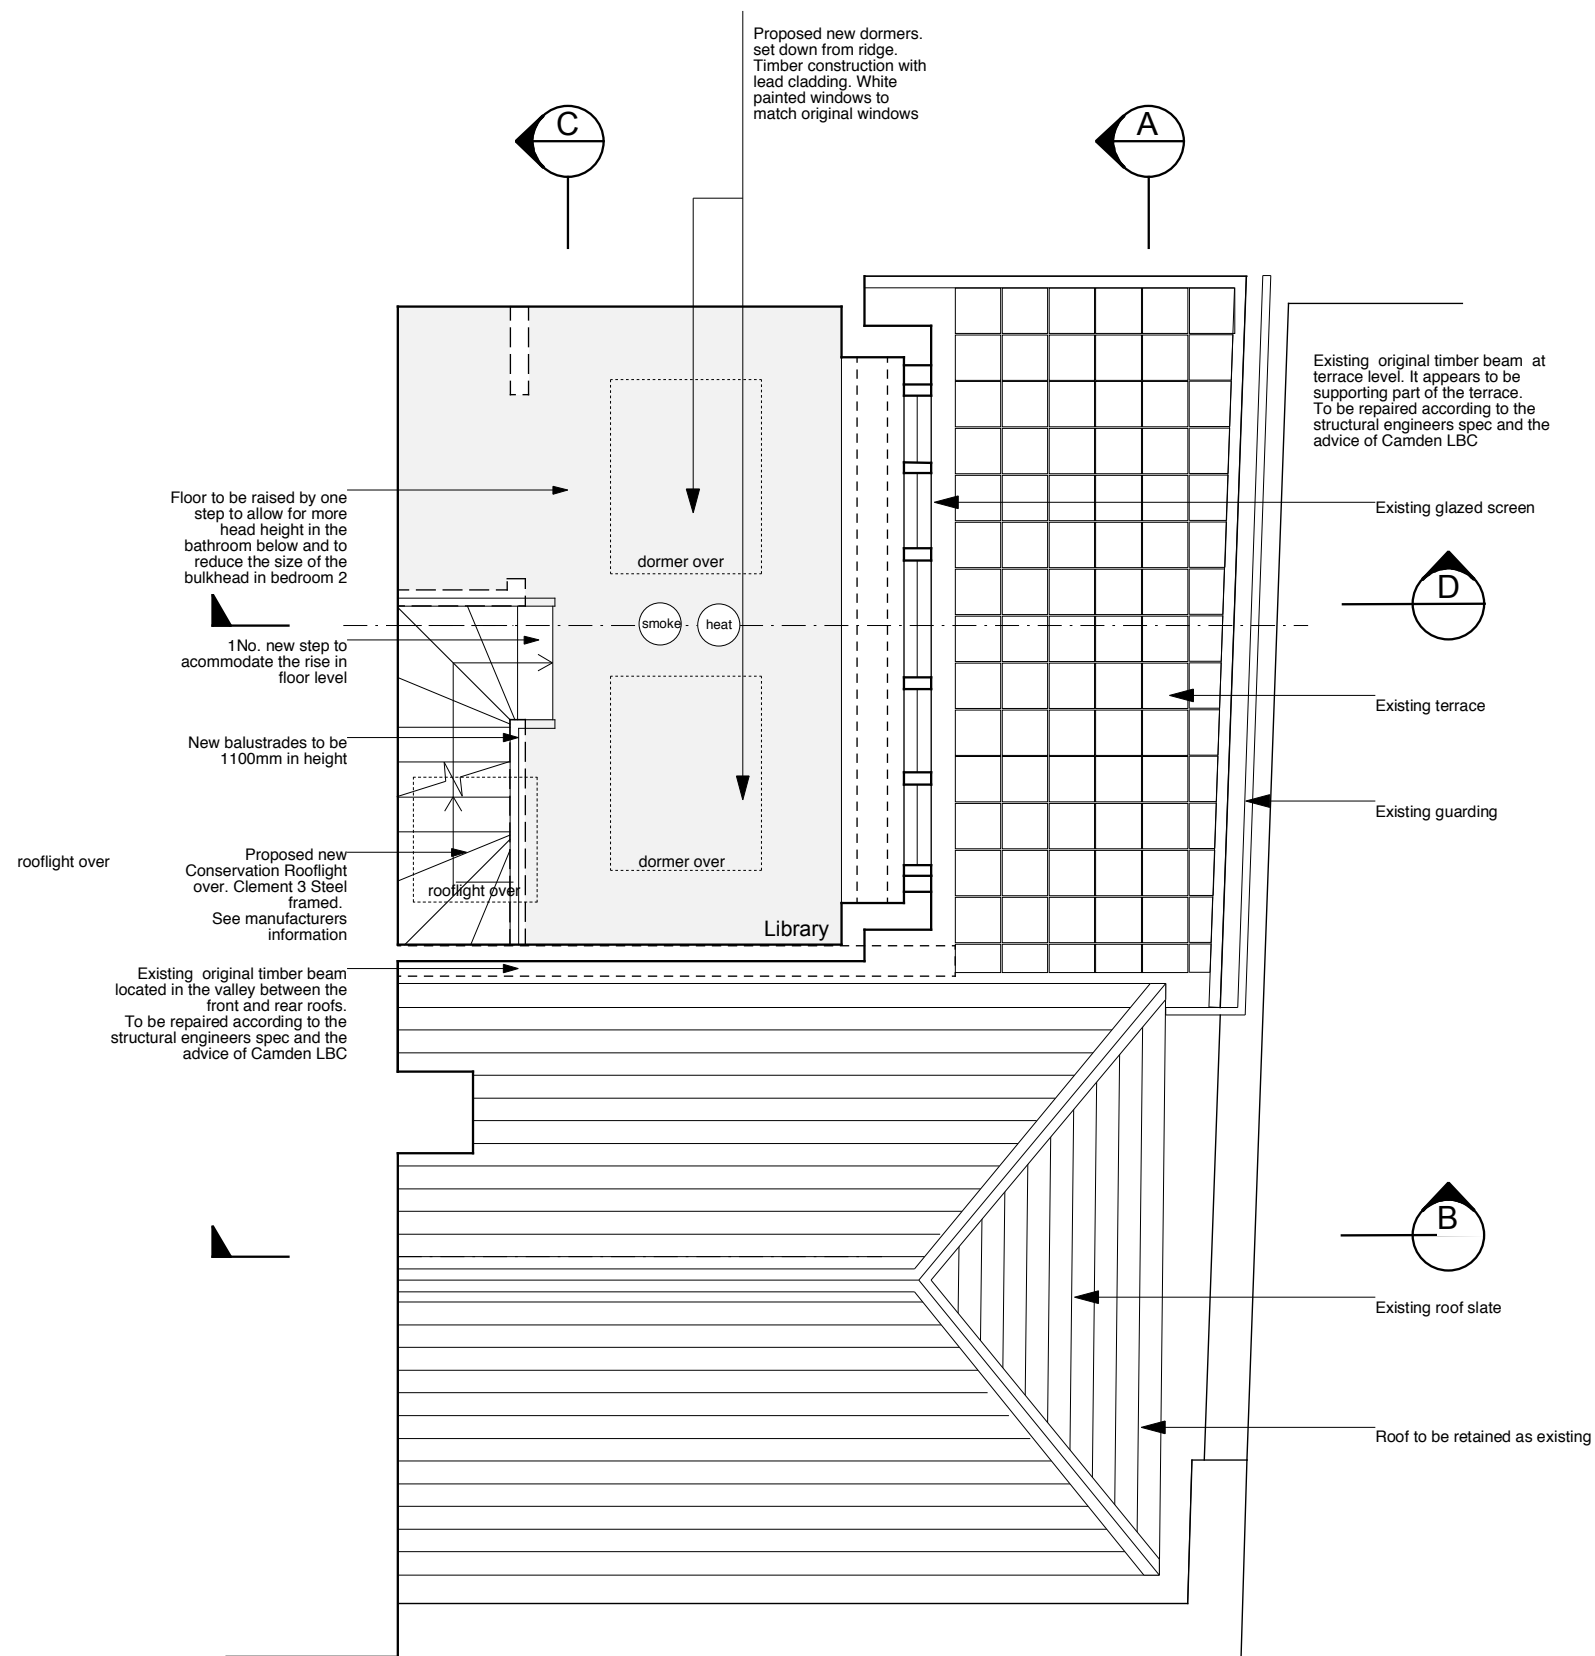 Proposed new dormers.
set down from ridge.
Timber construction with
lead cladding. White
painted windows to
match original windows
C
A
Existing  original timber beam  at
terrace level. It appears to be
supporting part of the terrace.
To be repaired according to the
structural engineers spec and the
advice of Camden LBC
Floor to be raised by one
step to allow for more
head height in the
bathroom below and to
reduce the size of the
bulkhead in bedroom 2
Existing glazed screen
dormer over
D
smoke
heat
1No. new step to
acommodate the rise in
floor level
Existing terrace
New balustrades to be
1100mm in height
Existing guarding
rooflight over
Proposed new
Conservation Rooflight
over. Clement 3 Steel
framed.
See manufacturers
information
rooflight over
dormer over
Library
Existing  original timber beam
located in the valley between the
front and rear roofs.
To be repaired according to the
structural engineers spec and the
advice of Camden LBC
B
Existing roof slate
Roof to be retained as existing